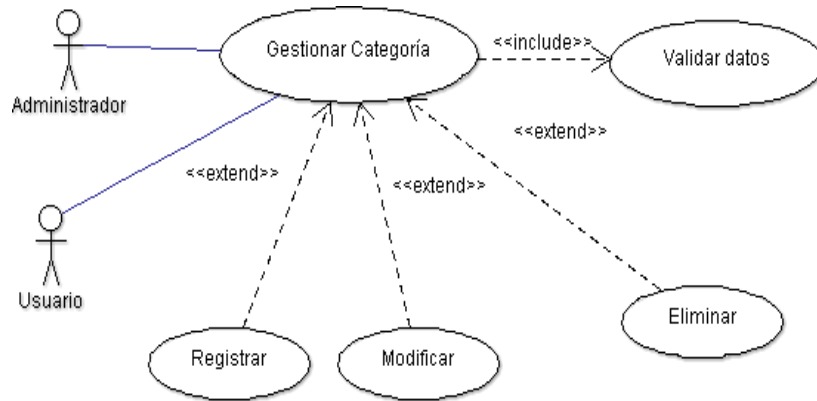 Gestionar Categoría
<<include>>
Validar datos
Administrador
<<extend>>
<<extend>>
<<extend>>
Usuario
Eliminar
Registrar
Modificar